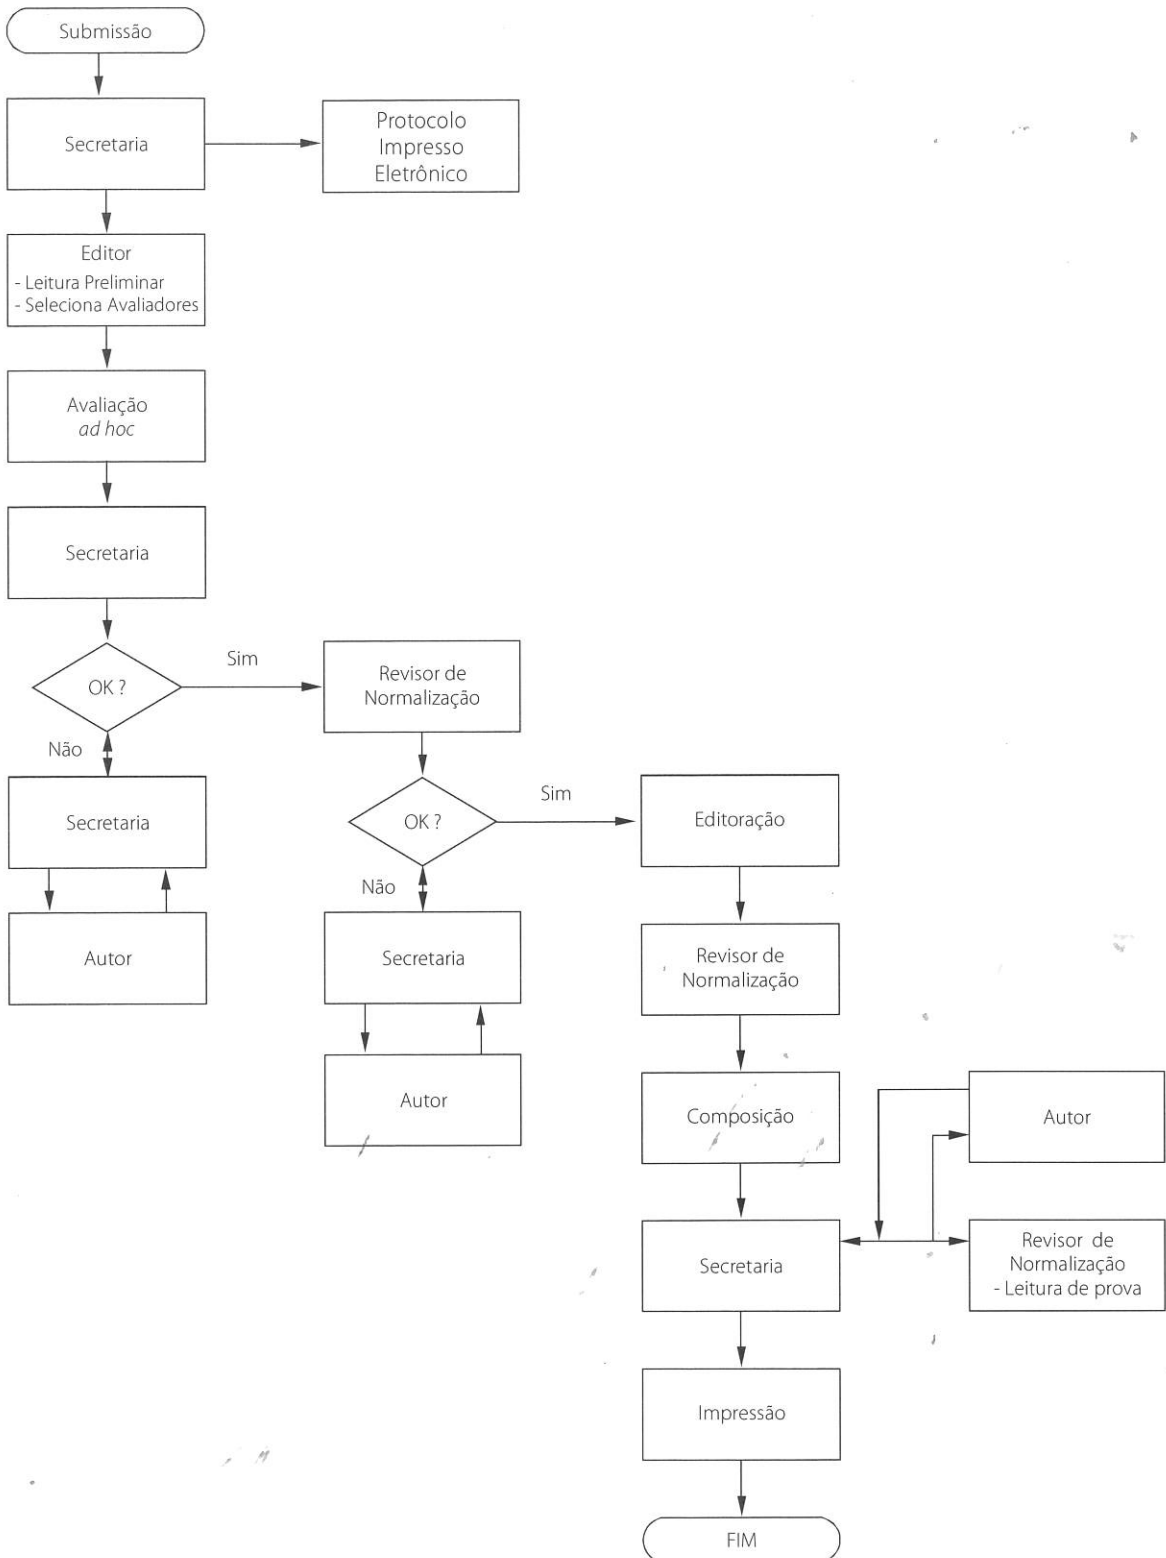 Submissão
Secretaria
Protocolo
Impresso
Eletrônico
Editor
- Leitura Preliminar
- Seleciona Avaliadores
Avaliação
ad hoc
Secretaria
OK ?
Sim
Revisor de
Normalização
Não
Secretaria
Autor
OK ?
Sim
Editoração
Não
Secretaria
Autor
Revisor de
Normalização
Composição
Autor
Secretaria
Revisor de
Normalização
- Leitura de prova
Impressão
FIM